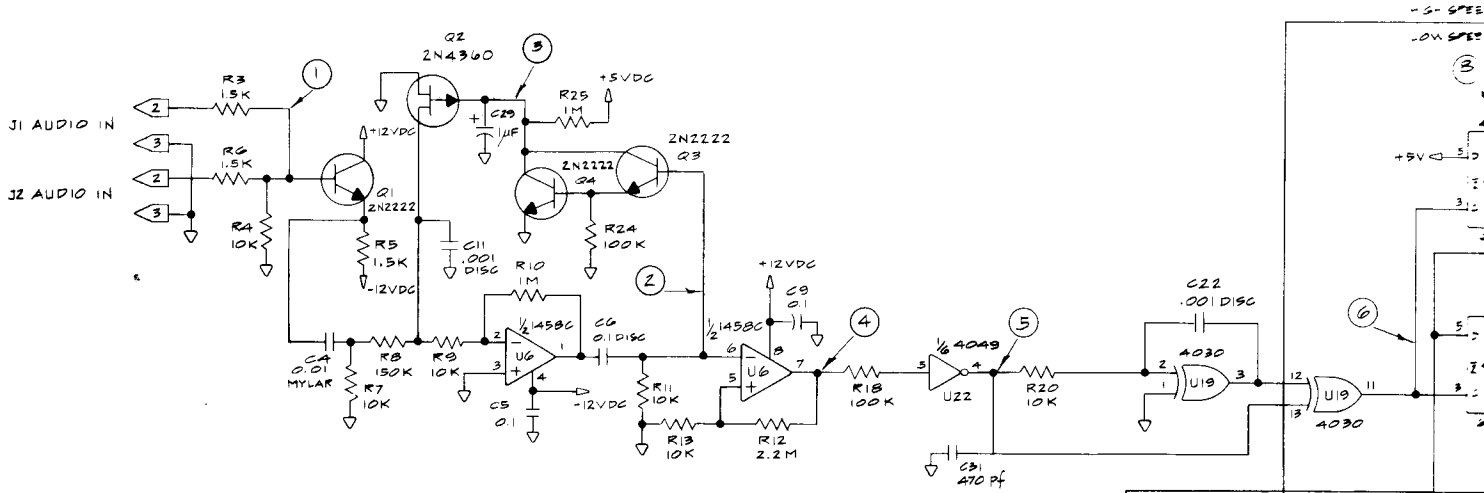 Q2
2N4360
3
+5VDC
R25
1M
R3
1.5K
1
C29
+
1µF
2N2222
Q3
2
J1 AUDIO IN
+12VDC
3
R6
1.5K
2N2222
Q4
2
J2 AUDIO IN
3
Q1
2N2222
R4
10K
R5
1.5K
-12VDC
C11
.001
DISC
R24
100K
R10
1M
2
+12VDC
C9
0.1
1/2 1458C
C6
0.1 DISC
1/2 1458C
4
5
C22
.001 DISC
6
C4
0.01
MYLAR
R8
150K
R9
10K
2
-
U6
1
3
+
4
R7
10K
C5
0.1
-12VDC
R11
10K
6
-
U6
8
7
5
+
R13
10K
R12
2.2M
R18
100K
1/6 4049
5
4
U22
R20
10K
C31
470 Pf
4030
2
1
U19
3
12
13
U19
11
4030
3
+5V
5
3
5
3